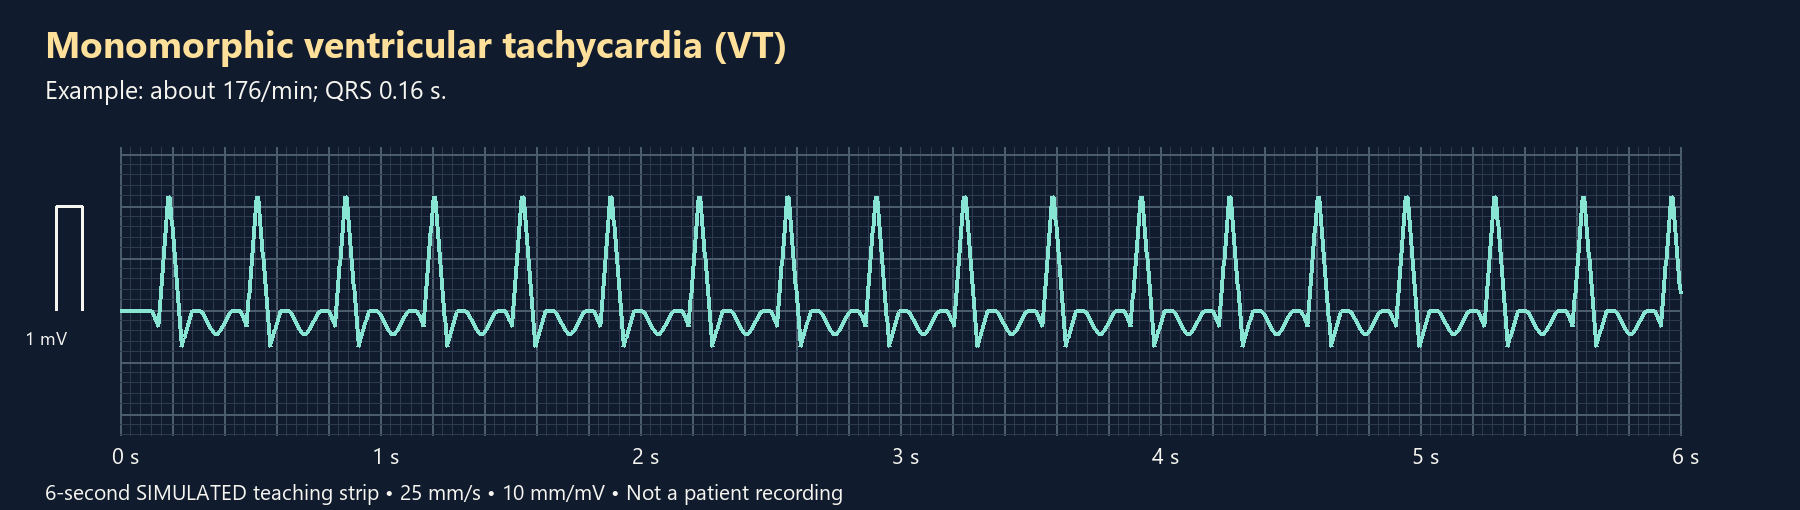 Monomorphic ventricular tachycardia (VT)
Example: about 176/min; QRS 0.16 s.
1 mV
0 s 1 s 2 s 3 s 4 s 5 s 6 s
6-second SIMULATED teaching strip • 25 mm/s • 10 mm/mV • Not a patient recording